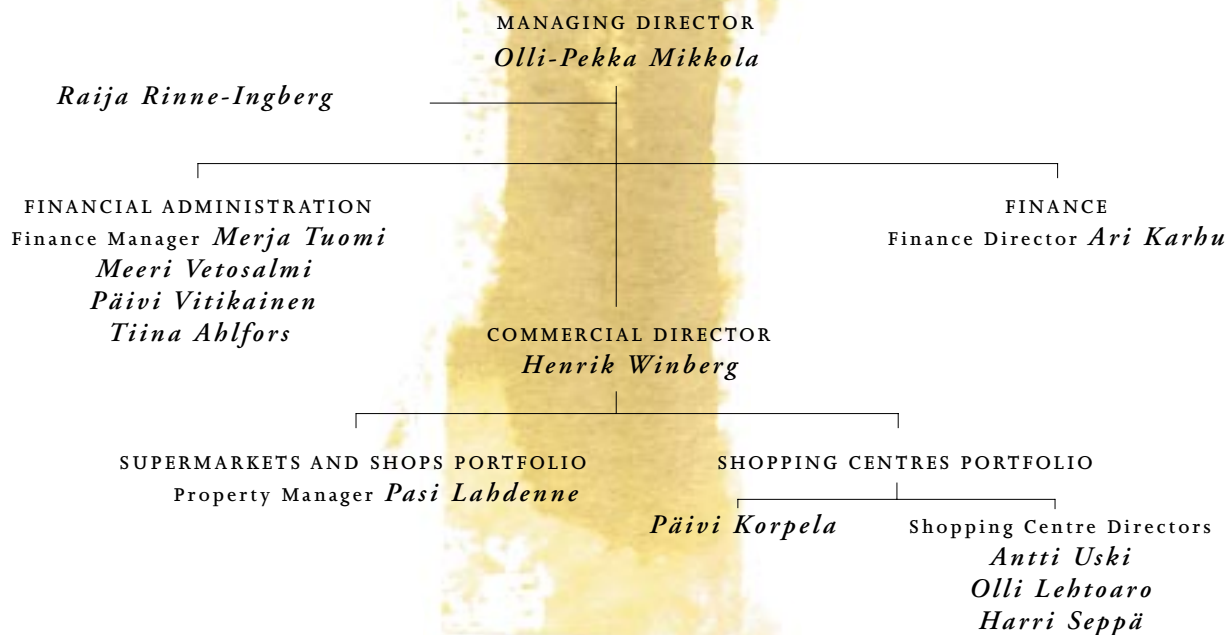 MANAGING DIRECTOR
Olli-Pekka Mikkola
Raija Rinne-Ingberg
FINANCIAL ADMINISTRATION
Finance Manager Merja Tuomi
Meeri Vetosalmi
Päivi Vitikainen
Tiina Ahlfors
FINANCE
Finance Director Ari Karhu
COMMERCIAL DIRECTOR
Henrik Winberg
SUPERMARKETS AND SHOPS PORTFOLIO
Property Manager Pasi Lahdenne
SHOPPING CENTRES PORTFOLIO
Päivi Korpela
Shopping Centre Directors
Antti Uski
Olli Lehtoaro
Harri Seppä